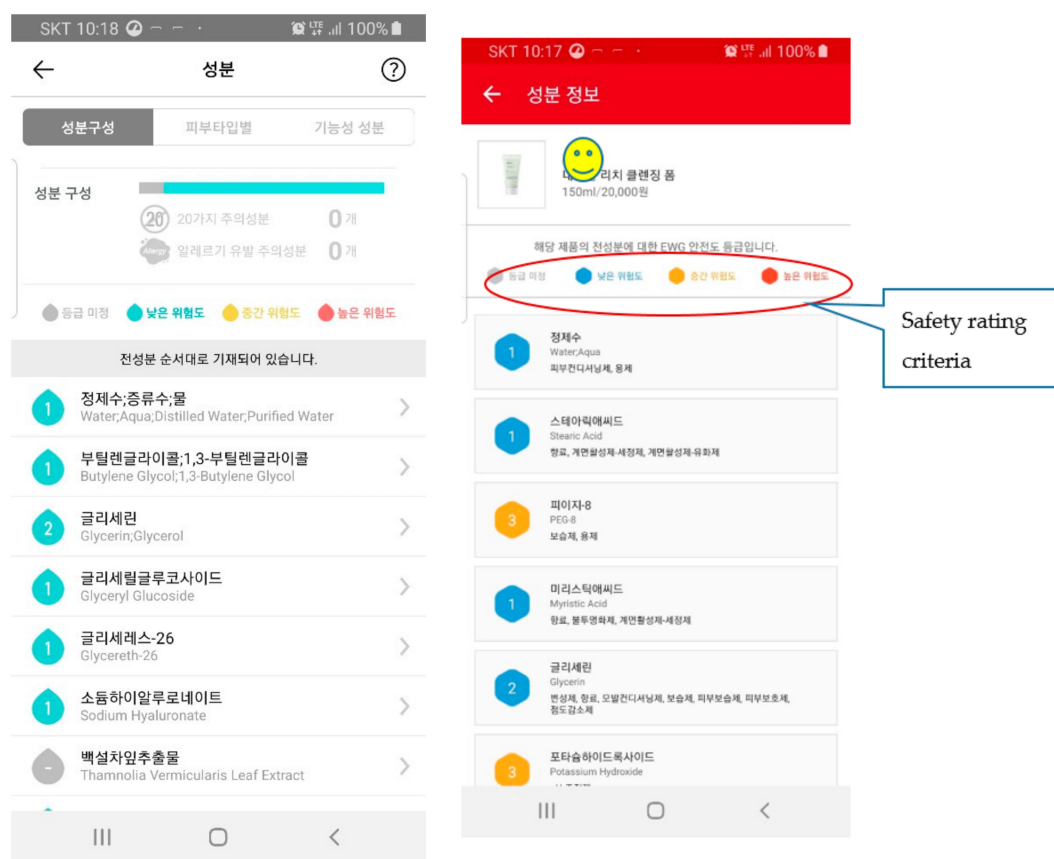 SKT 10:18
LTE
100%
성분
?
성분구성
피부타입별
기능성 성분
성분 구성
20
20가지 주의성분
0 개
Allergy
알레르기 유발 주의성분
0 개
등급 미정
낮은 위험도
중간 위험도
높은 위험도
전성분 순서대로 기재되어 있습니다.
1
정제수;증류수;물
Water;Aqua;Distilled Water;Purified Water
1
부틸렌글라이콜;1,3-부틸렌글라이콜
Butylene Glycol;1,3-Butylene Glycol
2
글리세린
Glycerin;Glycerol
1
글리세릴글루코사이드
Glyceryl Glucoside
1
글리세레스-26
Glycereth-26
1
소듐하이알루로네이트
Sodium Hyaluronate
-
백설차잎추출물
Thamnolia Vermicularis Leaf Extract
SKT 10:17
LTE
100%
성분 정보
리치 클렌징 폼
150ml/20,000원
해당 제품의 전성분에 대한 EWG 안전도 등급입니다.
등급 미정
낮은 위험도
중간 위험도
높은 위험도
1
정제수
Water;Aqua
피부컨디셔닝제, 용제
1
스테아릭애씨드
Stearic Acid
향료, 계면활성제-세정제, 계면활성제-유화제
3
피이지-8
PEG-8
보습제, 용제
1
미리스틱애씨드
Myristic Acid
향료, 불투명화제, 계면활성제-세정제
2
글리세린
Glycerin
변성제, 향료, 모발컨디셔닝제, 보습제, 피부보습제, 피부보호제,
점도감소제
3
포타슘하이드록사이드
Potassium Hydroxide
Safety rating
criteria